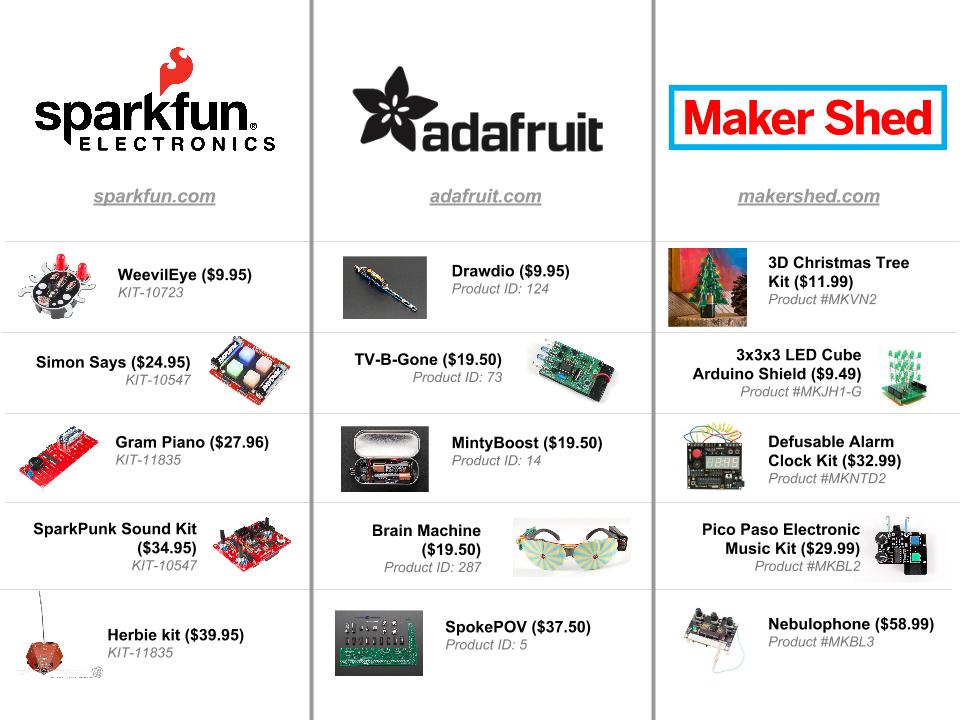 sparkfun®
ELECTRONICS
sparkfun.com
WeevilEye ($9.95)
KIT-10723
Simon Says ($24.95)
KIT-10547
Gram Piano ($27.96)
KIT-11835
SparkPunk Sound Kit
($34.95)
KIT-10547
Herbie kit ($39.95)
KIT-11835
adafruit
adafruit.com
Drawdio ($9.95)
Product ID: 124
TV-B-Gone ($19.50)
Product ID: 73
MintyBoost ($19.50)
Product ID: 14
Brain Machine
($19.50)
Product ID: 287
SpokePOV ($37.50)
Product ID: 5
Maker Shed
makershed.com
3D Christmas Tree
Kit ($11.99)
Product #MKVN2
3x3x3 LED Cube
Arduino Shield ($9.49)
Product #MKJH1-G
Defusable Alarm
Clock Kit ($32.99)
Product #MKNTD2
Pico Paso Electronic
Music Kit ($29.99)
Product #MKBL2
Nebulophone ($58.99)
Product #MKBL3